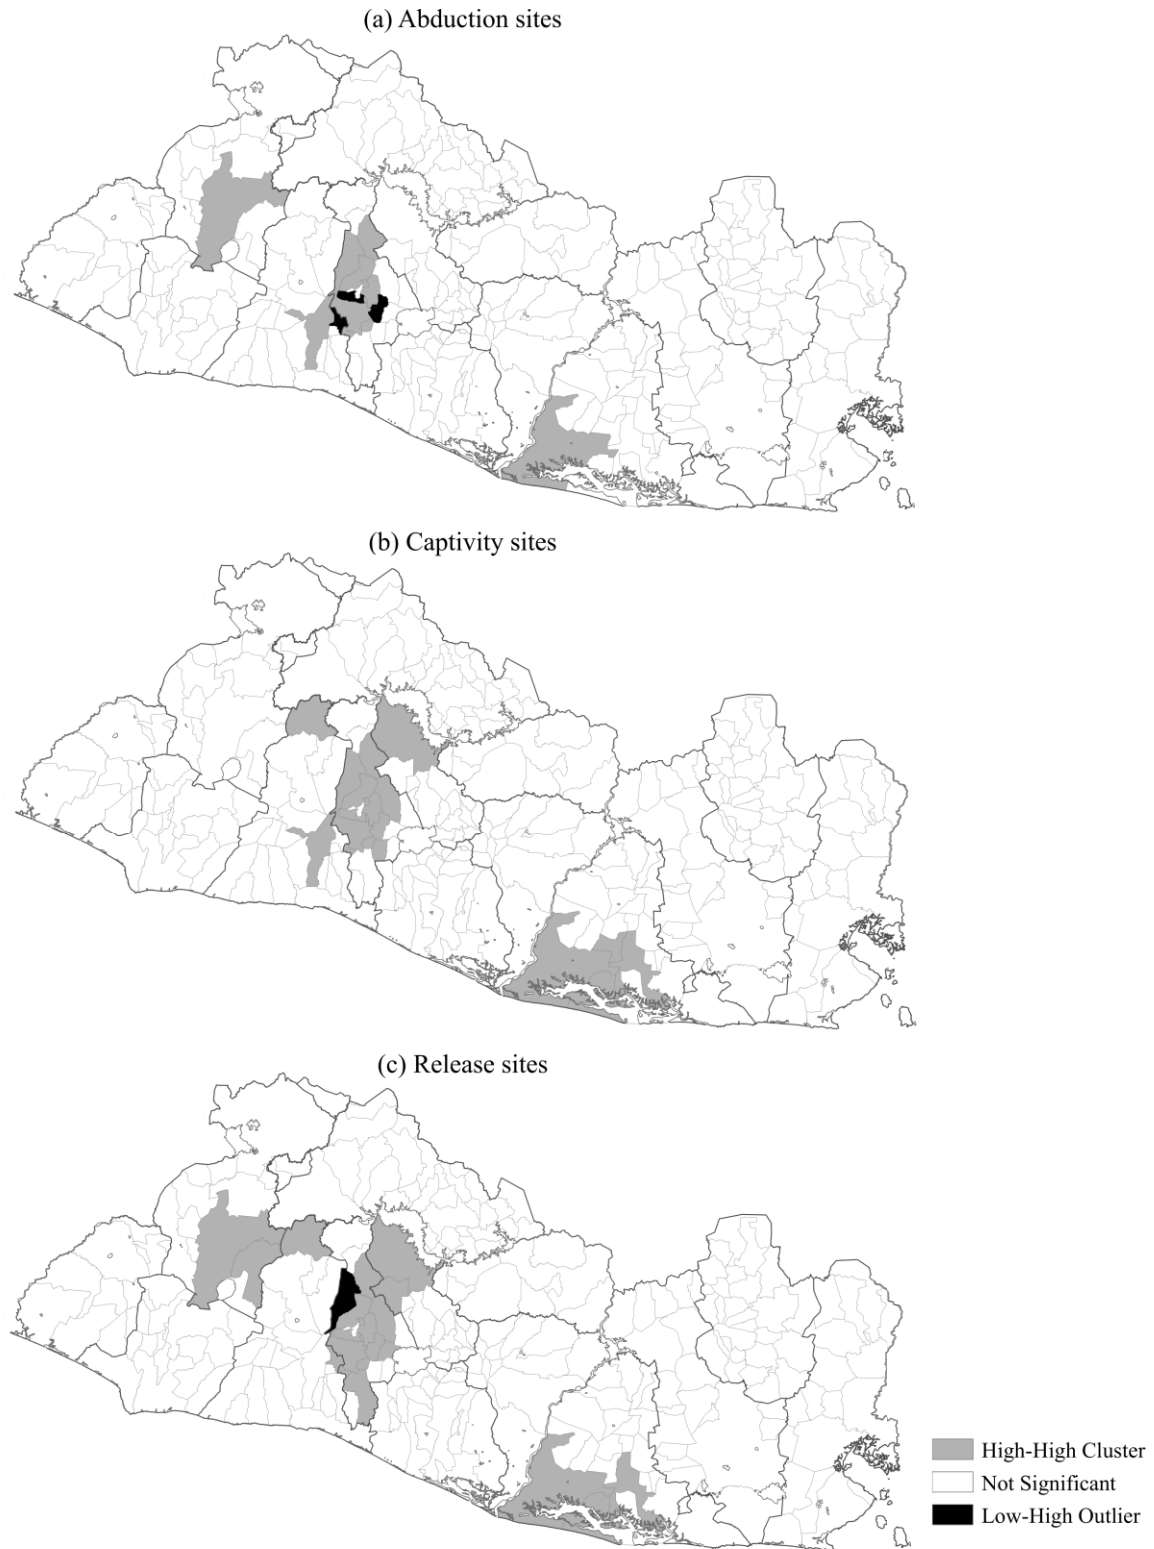 (a) Abduction sites
(b) Captivity sites
(c) Release sites
High-High Cluster
Not Significant
Low-High Outlier